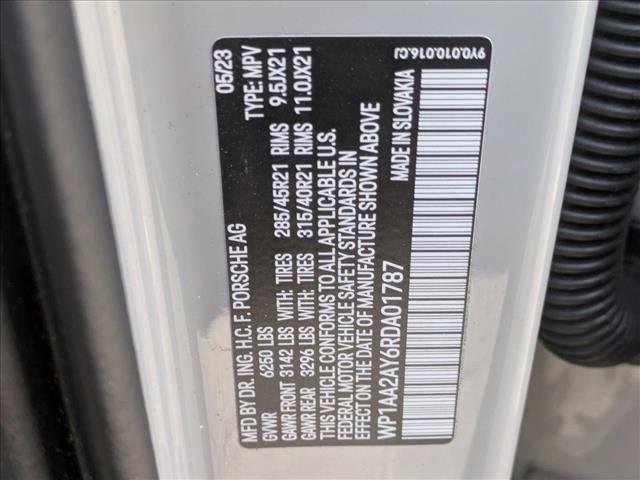 MFD BY DR. ING. H.C. F. PORSCHE AG 05/23
GVWR 6250 LBS TYPE: MPV
GAWR FRONT 3142 LBS WITH: TIRES 285/45R21 RIMS 9.5JX21
GAWR REAR 3296 LBS WITH: TIRES 315/40R21 RIMS 11.0JX21
THIS VEHICLE CONFORMS TO ALL APPLICABLE U.S.
FEDERAL MOTOR VEHICLE SAFETY STANDARDS IN
EFFECT ON THE DATE OF MANUFACTURE SHOWN ABOVE
MADE IN SLOVAKIA
WP1AA2AY6RDA01787
9Y0.010.016.CJ